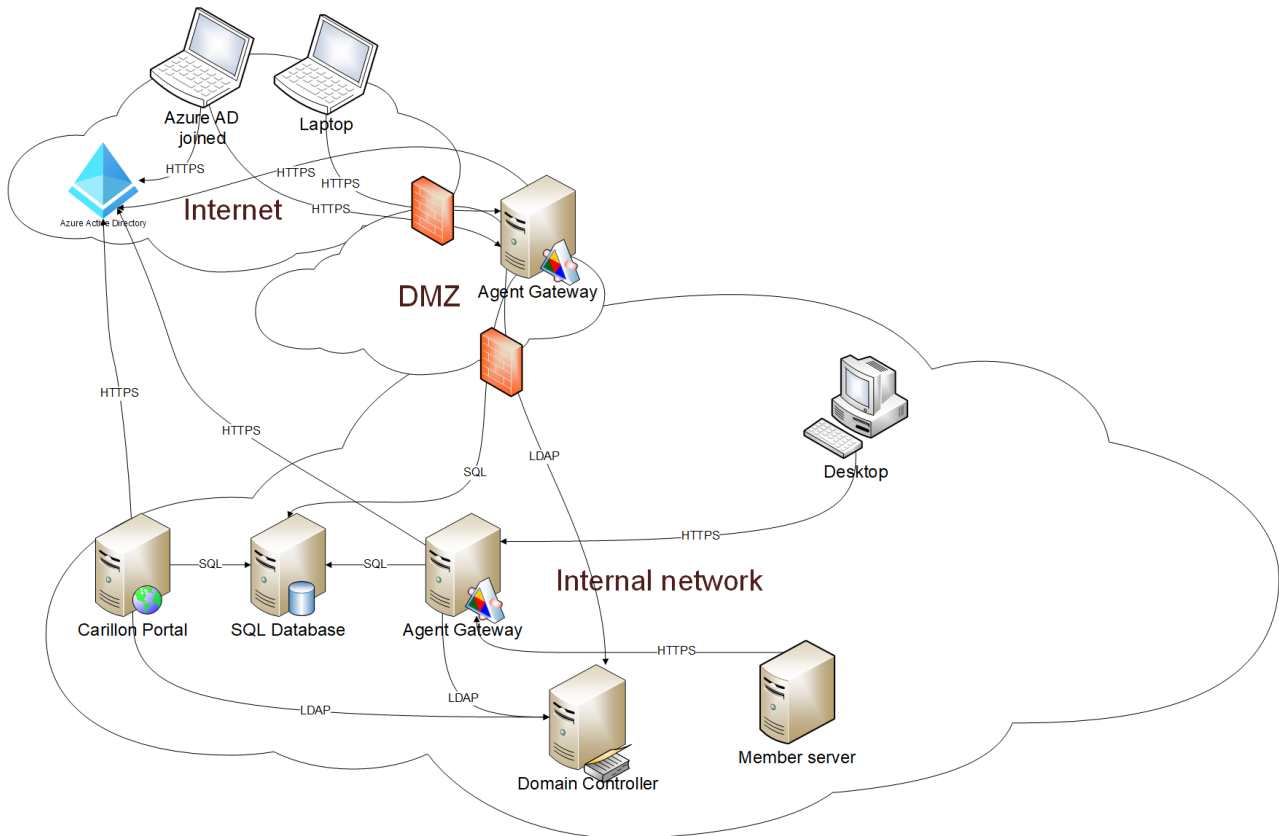 Azure AD
joined
Laptop
HTTPS
HTTPS
HTTPS
HTTPS
Internet
Azure Active Directory
DMZ
Agent Gateway
HTTPS
HTTPS
LDAP
SQL
Desktop
HTTPS
SQL
SQL
Internal network
Carillon Portal
SQL Database
Agent Gateway
HTTPS
LDAP
LDAP
Member server
Domain Controller